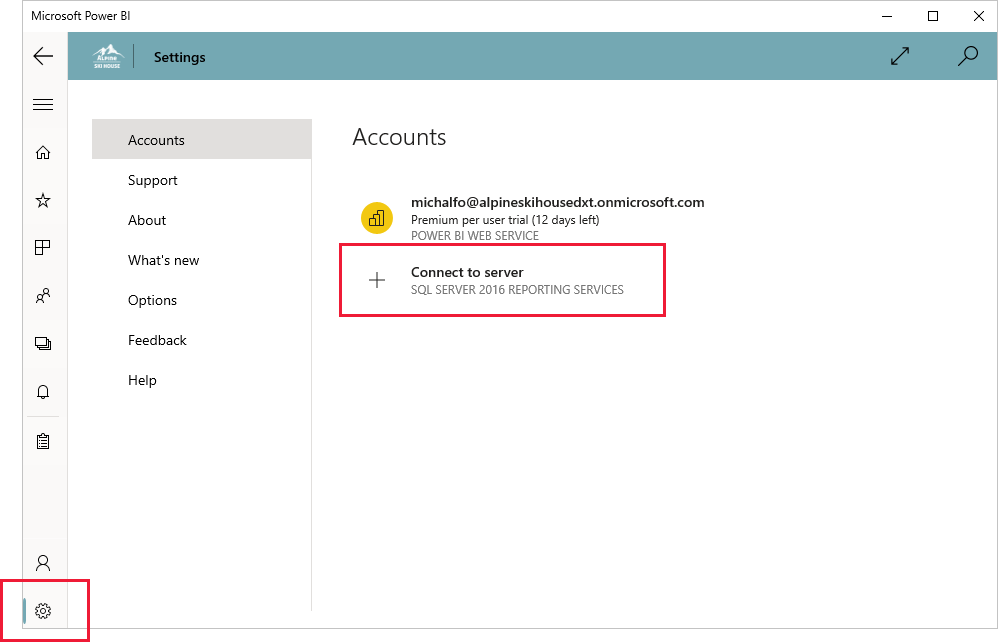 Microsoft Power BI
ALPINE
SKI HOUSE
Settings
Accounts
Support
About
What's new
Options
Feedback
Help
Accounts
michalfo@alpineskihousedxt.onmicrosoft.com
Premium per user trial (12 days left)
POWER BI WEB SERVICE
Connect to server
SQL SERVER 2016 REPORTING SERVICES